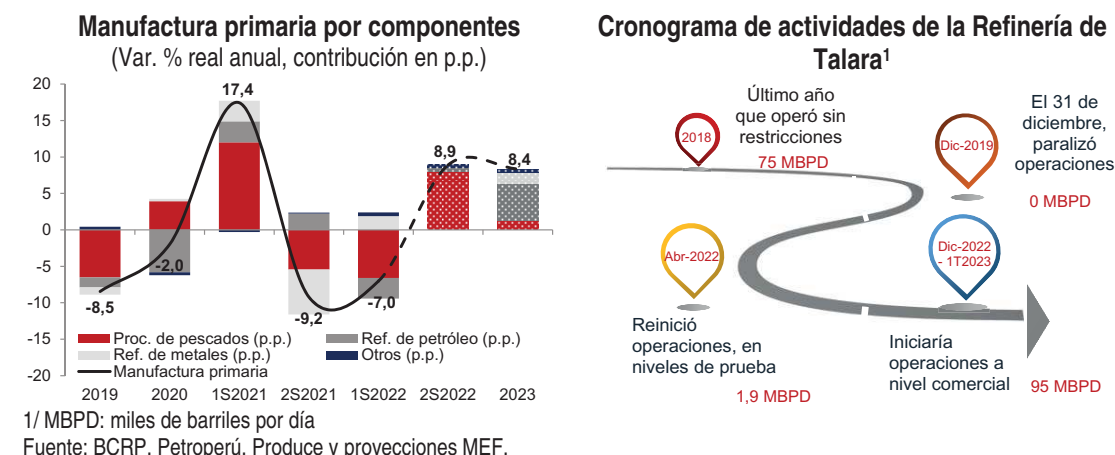 Manufactura primaria por componentes
(Var. % real anual, contribución en p.p.)
20
15
10
5
0
-5
-10
-15
-20
17,4
8,9
8,4
-2,0
-8,5
-9,2
-7,0
Proc. de pescados (p.p.)
Ref. de petróleo (p.p.)
Ref. de metales (p.p.)
Otros (p.p.)
Manufactura primaria
2019 2020 1S2021 2S2021 1S2022 2S2022 2023
1/ MBPD: miles de barriles por día
Fuente: BCRP, Petroperú, Produce y proyecciones MEF.
Cronograma de actividades de la Refinería de
Talara¹
2018
Último año
que operó sin
restricciones
75 MBPD
Dic-2019
El 31 de
diciembre,
paralizó
operaciones
0 MBPD
Abr-2022
Reinició
operaciones, en
niveles de prueba
1,9 MBPD
Dic-2022
- 1T2023
Iniciaría
operaciones a
nivel comercial
95 MBPD